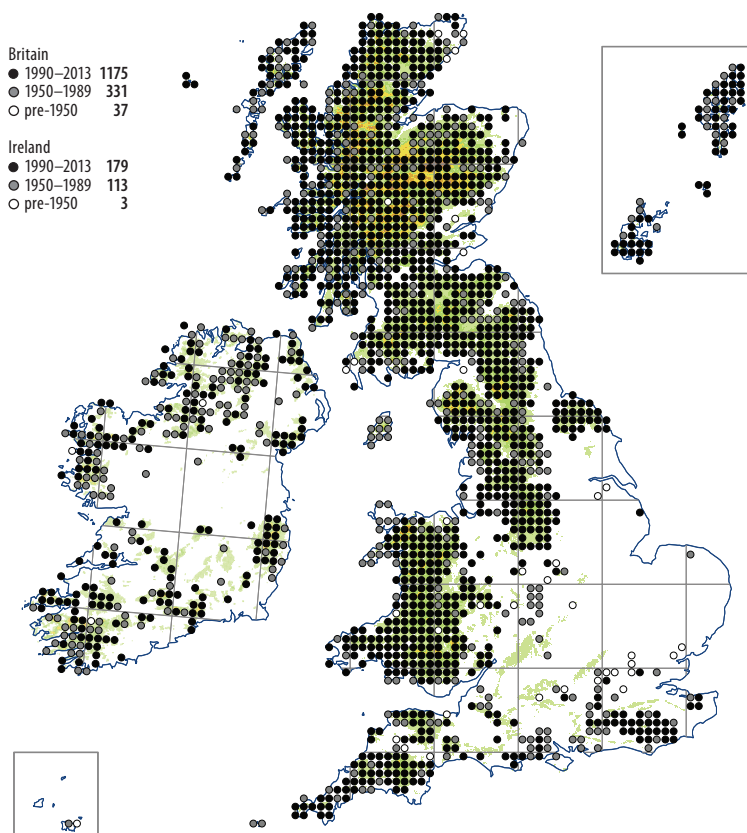 Britain
● 1990–2013 1175
● 1950–1989 331
○ pre-1950 37
Ireland
● 1990–2013 179
● 1950–1989 113
○ pre-1950 3